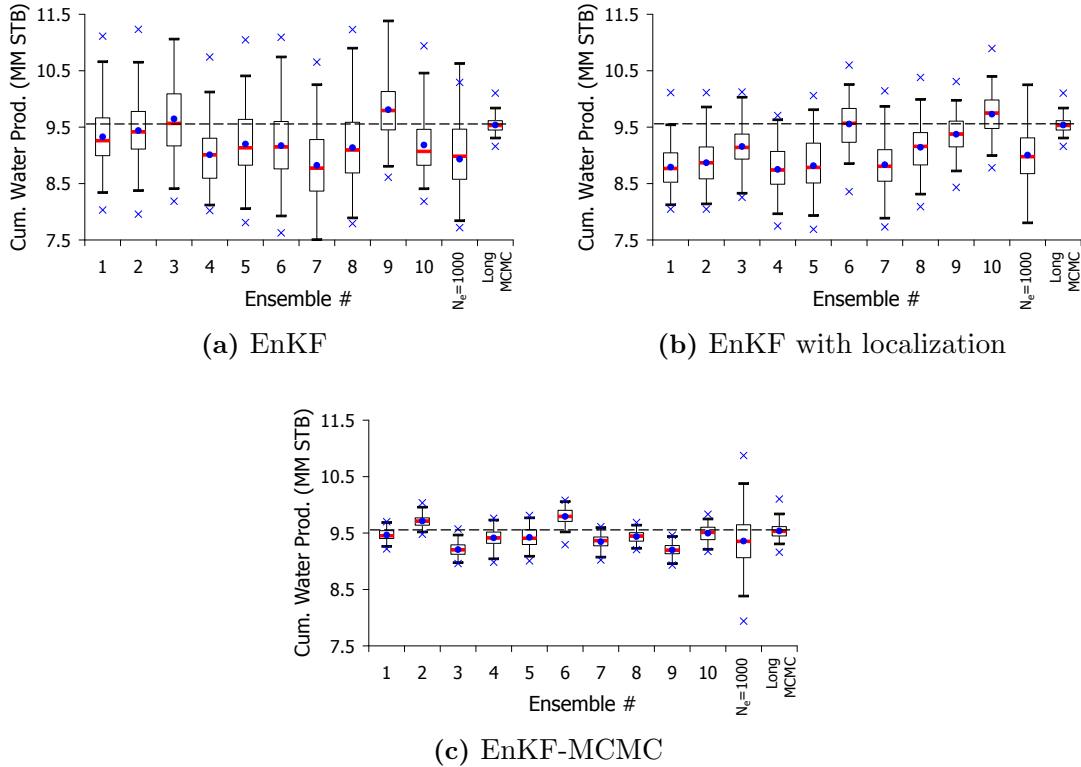 Cum. Water Prod. (MM STB)
11.5
10.5
9.5
8.5
7.5
1 2 3 4 5 6 7 8 9 10 Ne=1000 Long MCMC
Ensemble #
(a) EnKF
Cum. Water Prod. (MM STB)
11.5
10.5
9.5
8.5
7.5
1 2 3 4 5 6 7 8 9 10 Ne=1000 Long MCMC
Ensemble #
(b) EnKF with localization
Cum. Water Prod. (MM STB)
11.5
10.5
9.5
8.5
7.5
1 2 3 4 5 6 7 8 9 10 Ne=1000 Long MCMC
Ensemble #
(c) EnKF-MCMC